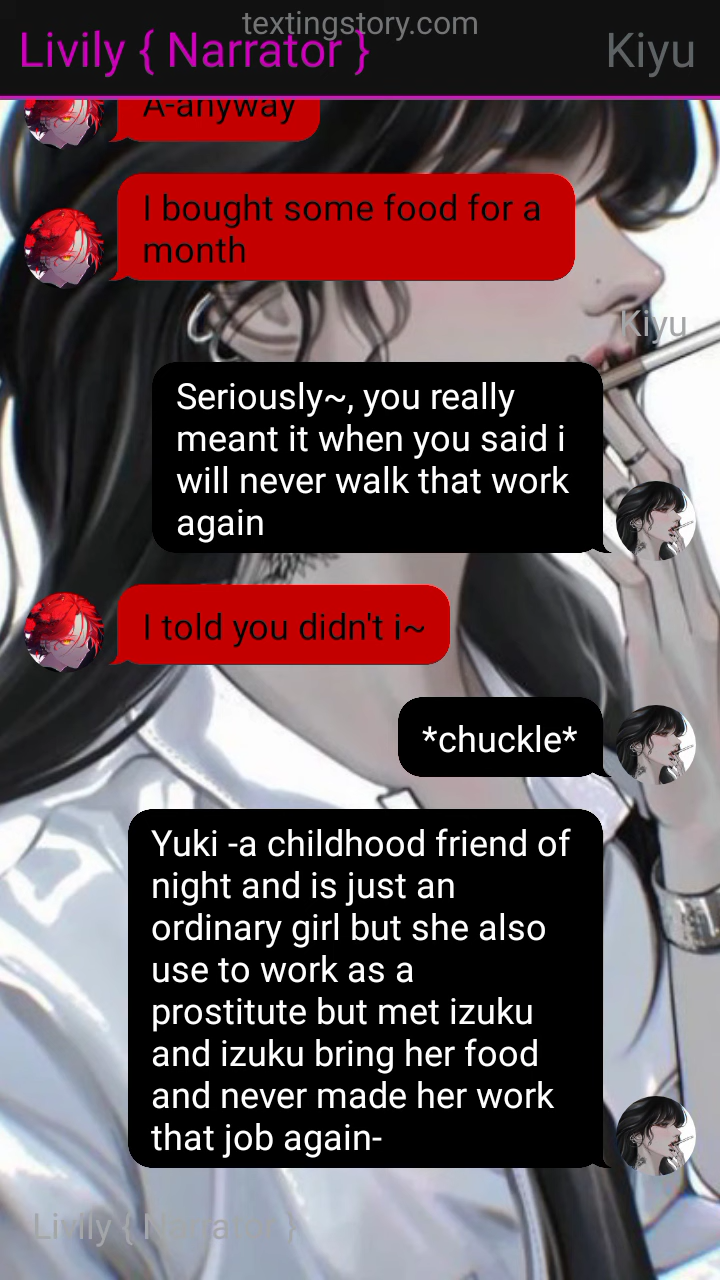 textingstory.com
Livily { Narrator } Kiyu
A-anyway
I bought some food for a
month
Kiyu
Seriously~, you really
meant it when you said i
will never walk that work
again
I told you didn't i~
*chuckle*
Yuki -a childhood friend of
night and is just an
ordinary girl but she also
use to work as a
prostitute but met izuku
and izuku bring her food
and never made her work
that job again-
Livily { Narrator }